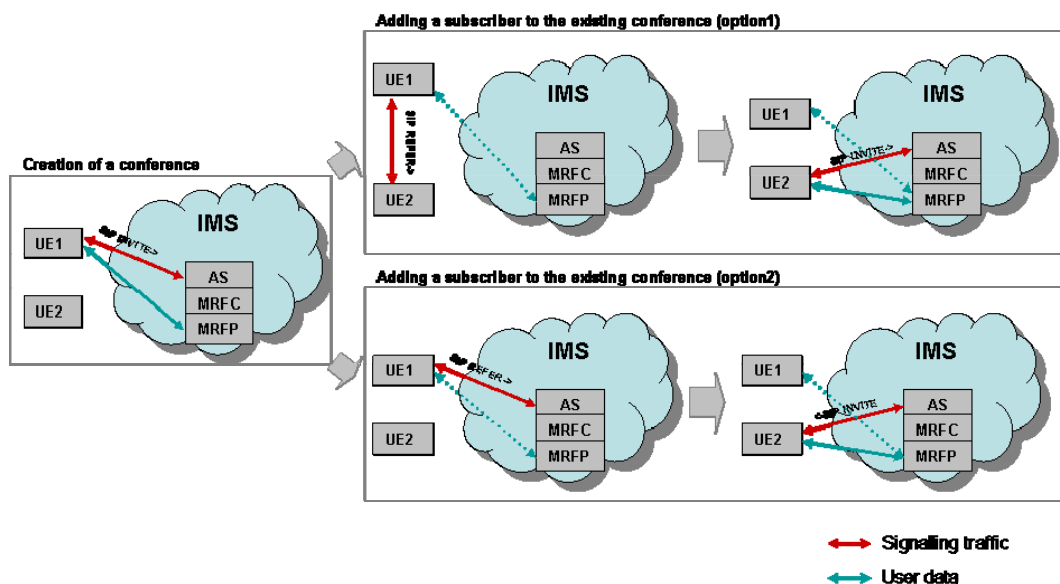 Adding a subscriber to the existing conference (option1)
UE1
IMS
SIP REFER->
AS
MRFC
MRFP
UE2
UE1
IMS
SIP INVITE->
AS
MRFC
MRFP
UE2
Creation of a conference
UE1
IMS
SIP INVITE->
AS
MRFC
MRFP
UE2
Adding a subscriber to the existing conference (option2)
UE1
IMS
SIP REFER->
AS
MRFC
MRFP
UE2
UE1
IMS
<-SIP INVITE
AS
MRFC
MRFP
UE2
Signalling traffic
User data